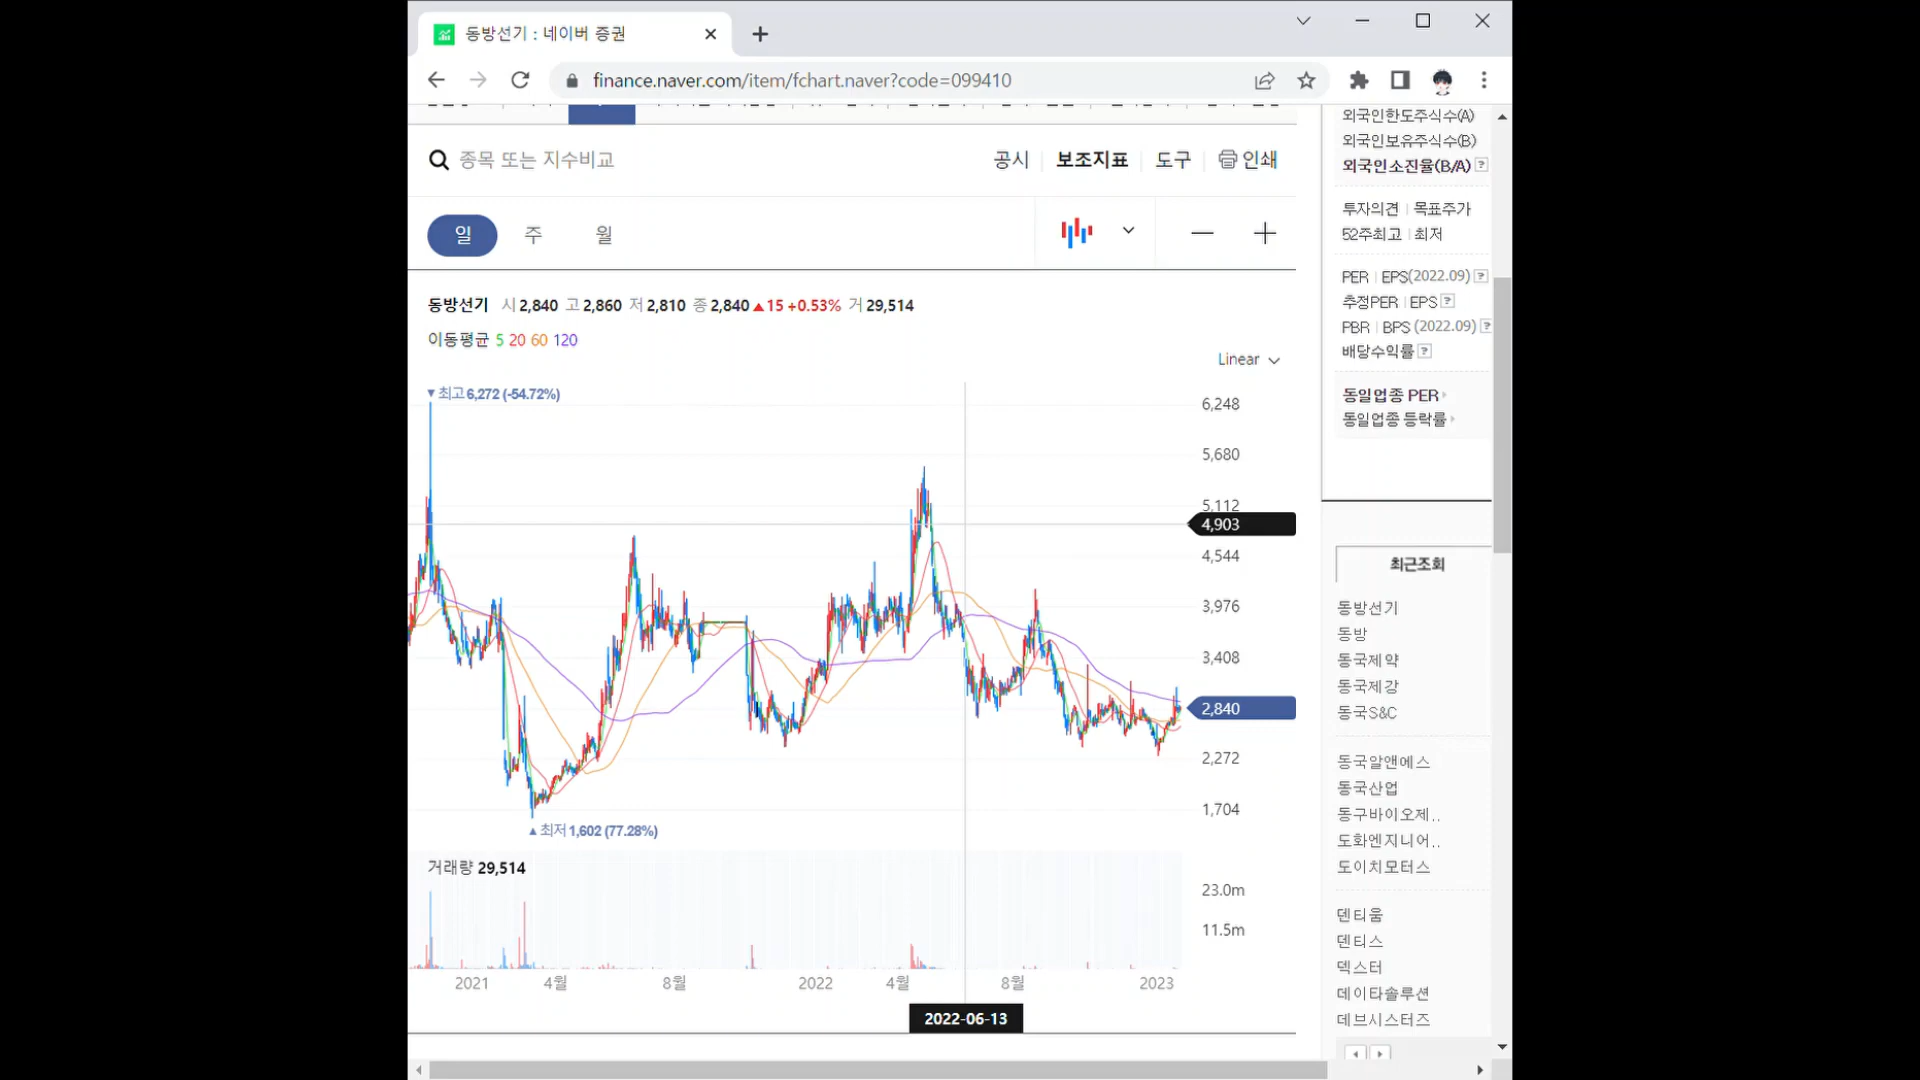 동방선기 : 네이버 증권
finance.naver.com/item/fchart.naver?code=099410
종목 또는 지수비교
공시 보조지표 도구 인쇄
일 주 월
동방선기 시 2,840 고 2,860 저 2,810 종 2,840 ▲15 +0.53% 거 29,514
이동평균 5 20 60 120
Linear
▼최고 6,272 (-54.72%)
6,248
5,680
5,112
4,903
4,544
3,976
3,408
2,840
2,272
1,704
▲최저 1,602 (77.28%)
거래량 29,514
23.0m
11.5m
2021 4월 8월 2022 4월 8월 2023
2022-06-13
외국인한도주식수(A)
외국인보유주식수(B)
외국인소진율(B/A) ?
투자의견 | 목표주가
52주최고 | 최저
PER | EPS(2022.09) ?
추정PER | EPS ?
PBR | BPS (2022.09) ?
배당수익률 ?
동일업종 PER
동일업종 등락률
최근조회
동방선기
동방
동국제약
동국제강
동국S&C
동국알앤에스
동국산업
동구바이오제..
도화엔지니어..
도이치모터스
덴티움
덴티스
덱스터
데이타솔루션
데브시스터즈